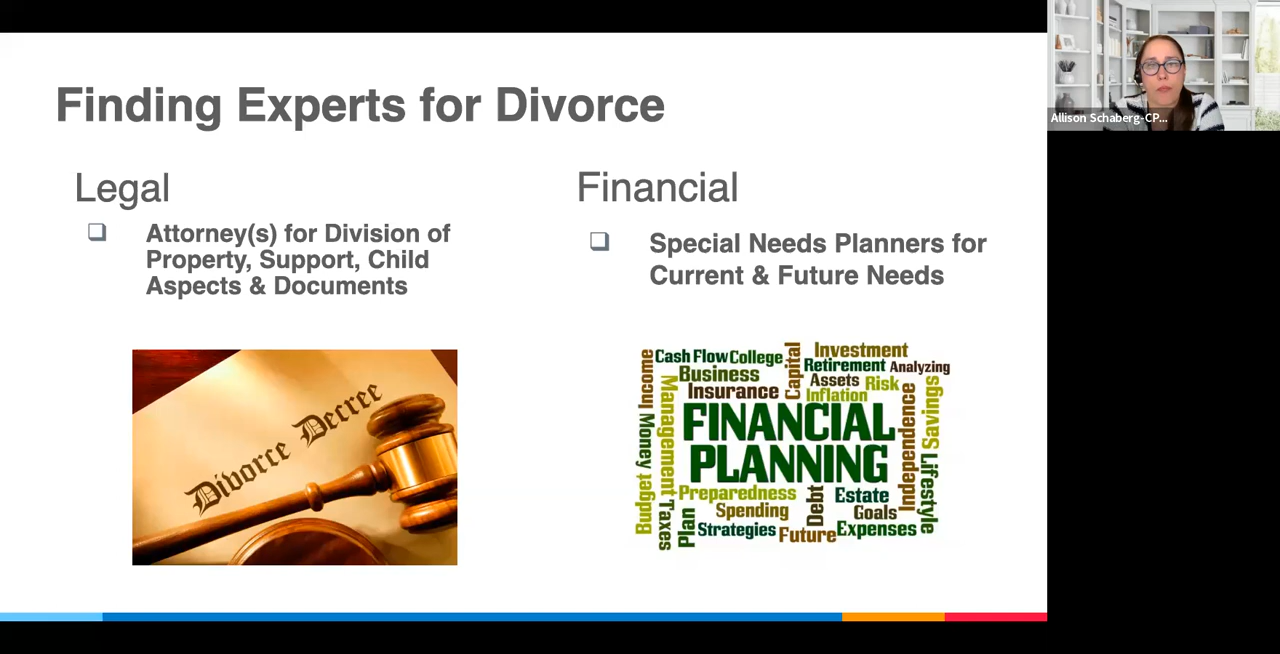 Finding Experts for Divorce
Legal
Attorney(s) for Division of
Property, Support, Child
Aspects & Documents
Divorce Decree
Financial
Special Needs Planners for
Current & Future Needs
Income
Cash Flow
College
Capital
Investment
Business
Retirement
Analyzing
Management
Insurance
Assets
Risk
Inflation
Money
FINANCIAL
PLANNING
Independence
Savings
Lifestyle
Budget
Taxes
Plan
Preparedness
Spending
Strategies
Debt
Future
Estate
Goals
Expenses
Allison Schaberg-CP...